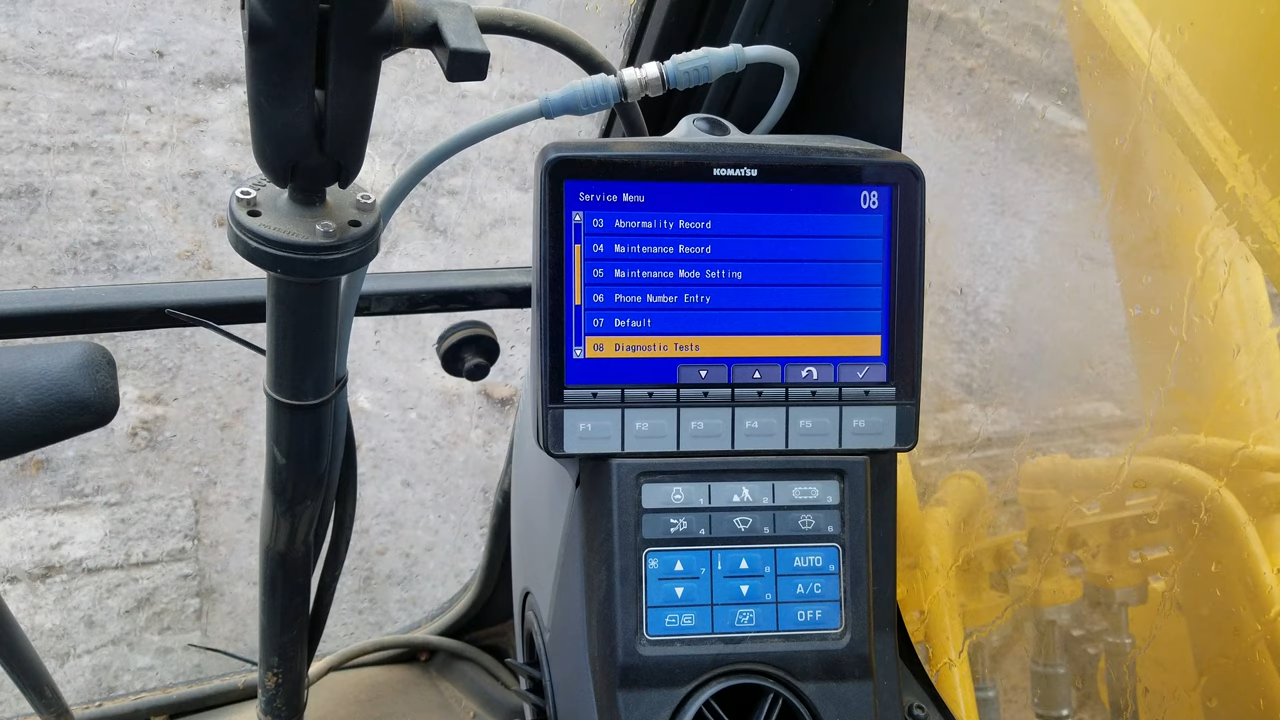 KOMATSU
Service Menu 08
03 Abnormality Record
04 Maintenance Record
05 Maintenance Mode Setting
06 Phone Number Entry
07 Default
08 Diagnostic Tests
F1 F2 F3 F4 F5 F6
1 2 3
4 5 6
7 8 AUTO 9
0 A/C
OFF